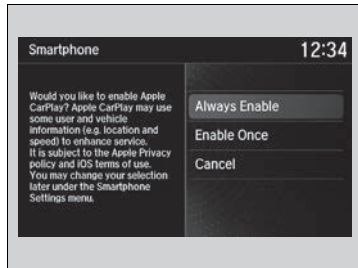 Smartphone 12:34
Would you like to enable Apple
CarPlay? Apple CarPlay may use
some user and vehicle
information (e.g. location and
speed) to enhance service.
It is subject to the Apple Privacy
policy and iOS terms of use.
You may change your selection
later under the Smartphone
Settings menu.
Always Enable
Enable Once
Cancel